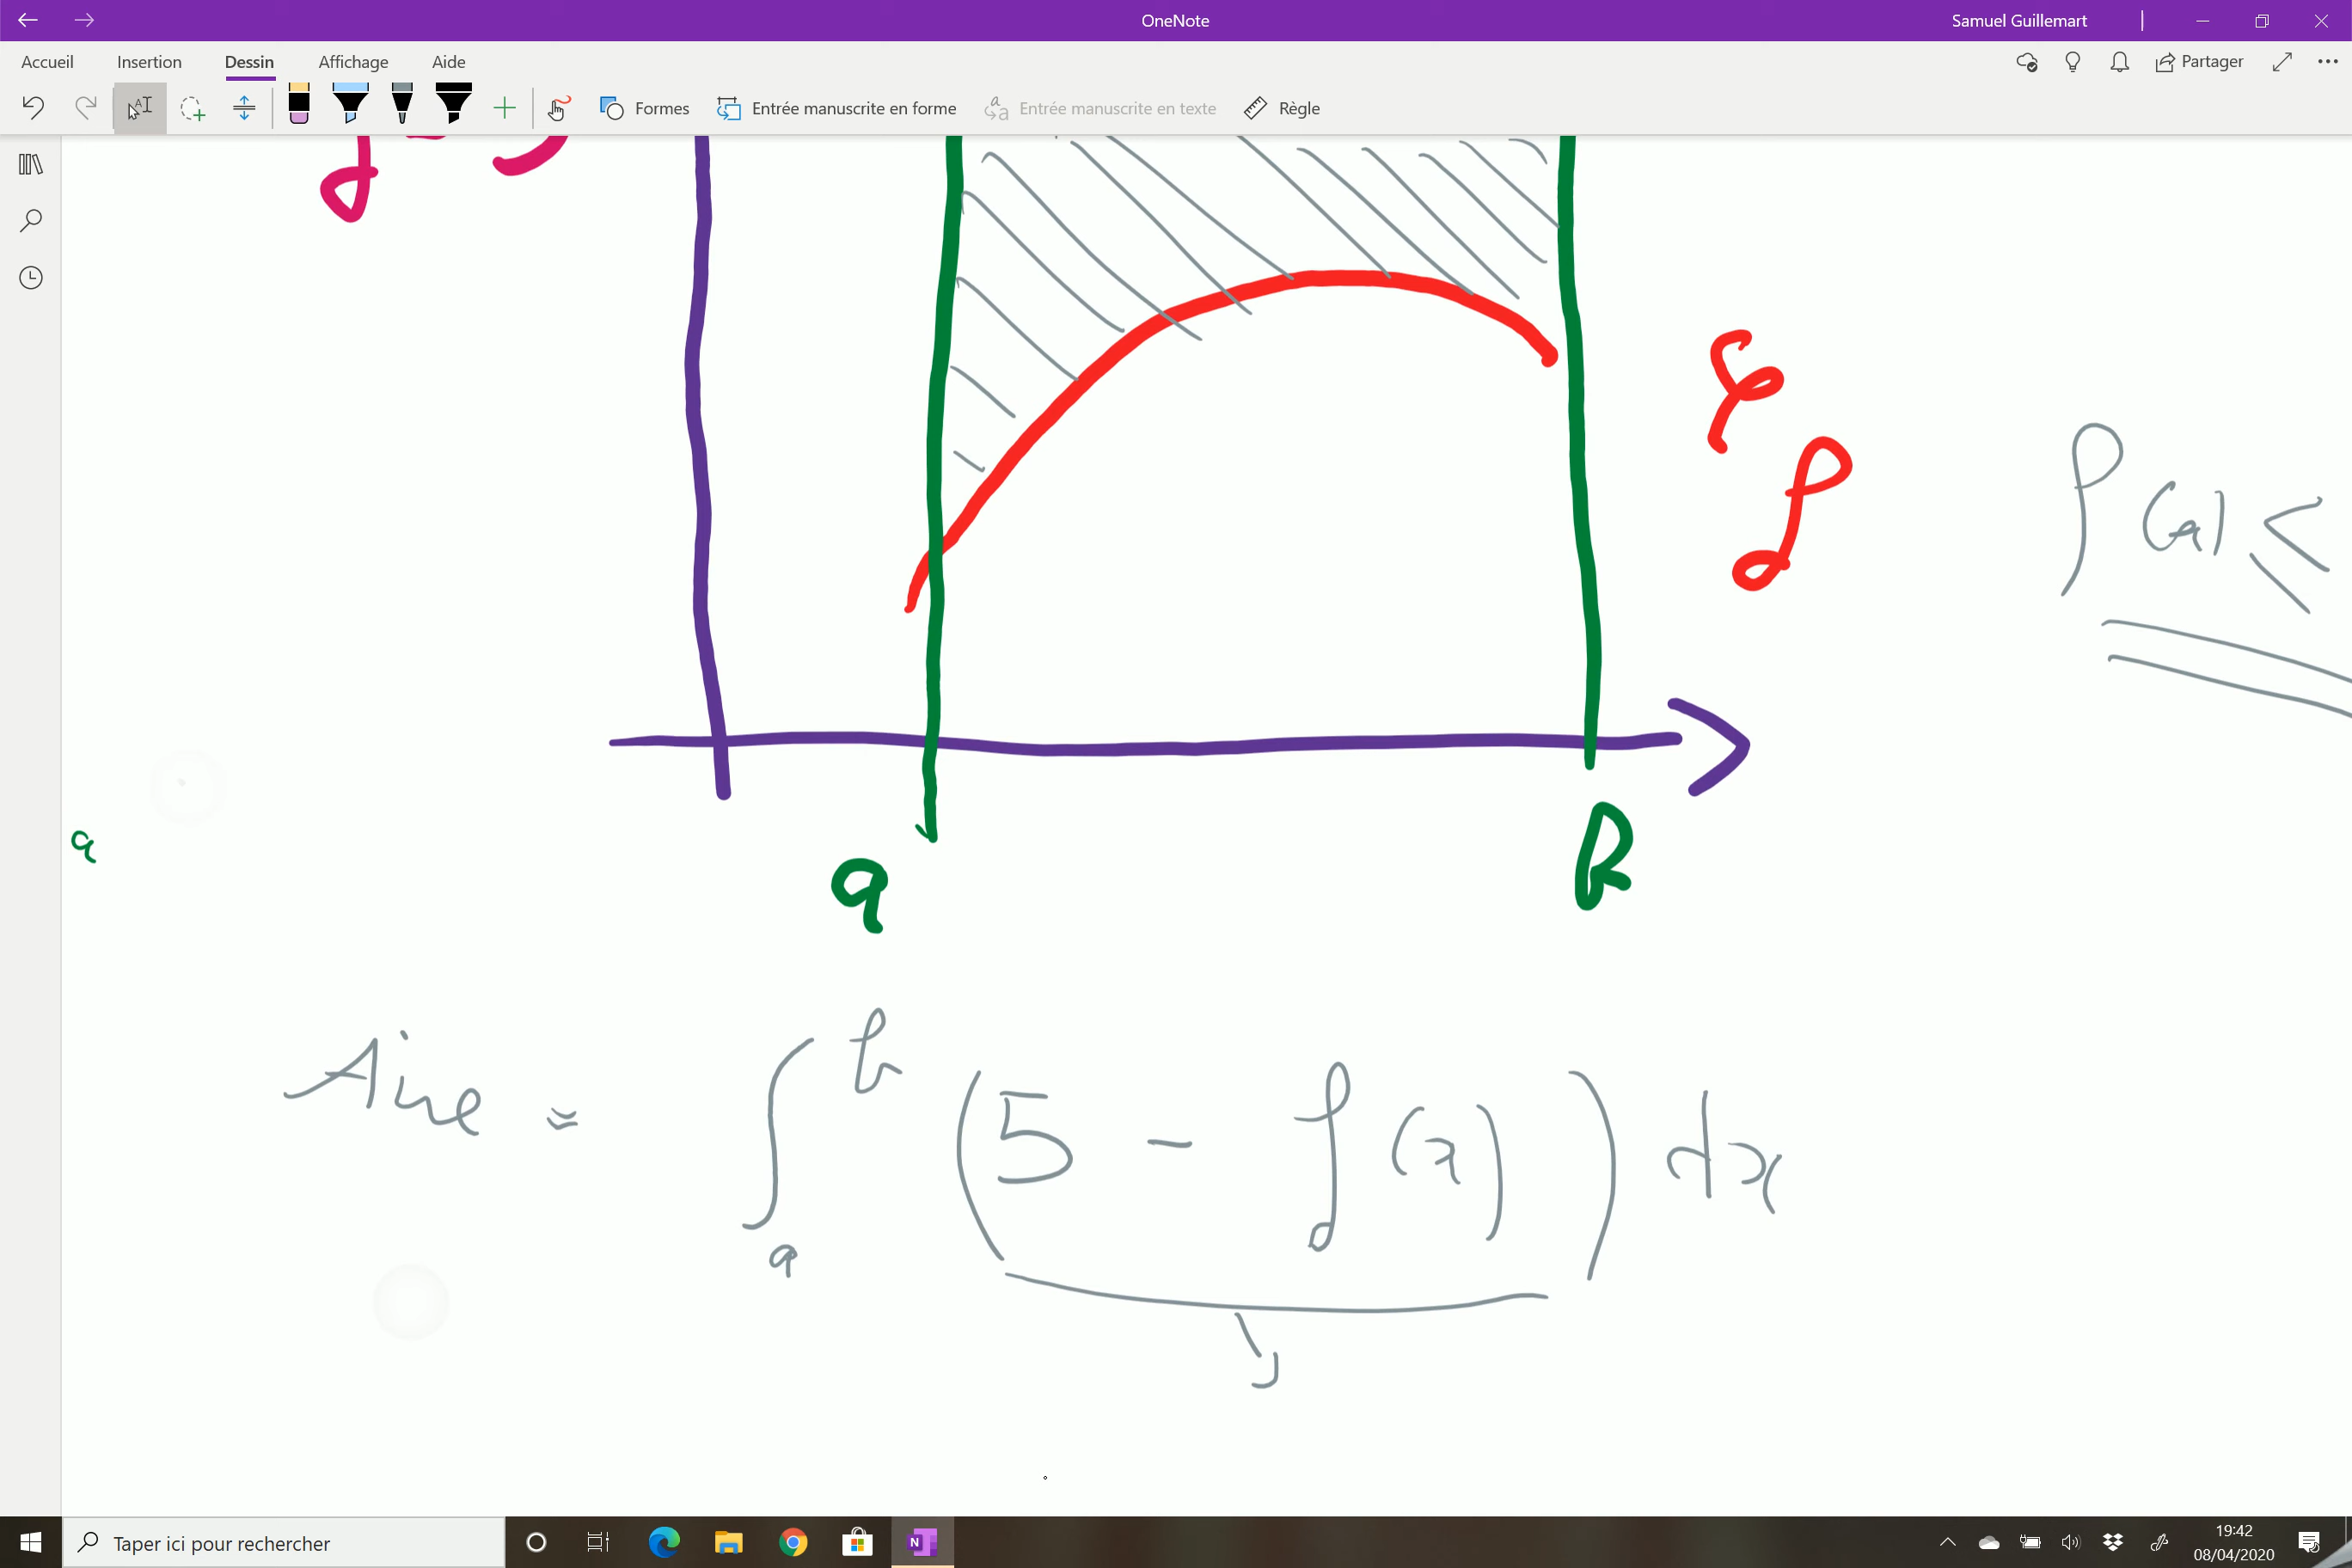 OneNote
Samuel Guillemart
Accueil Insertion Dessin Affichage Aide
Partager
Formes Entrée manuscrite en forme Entrée manuscrite en texte Règle
f(x) ≤
a
a
b
Aire = ∫ₐᵇ (5 - f(x)) dx
Taper ici pour rechercher
19:42
08/04/2020